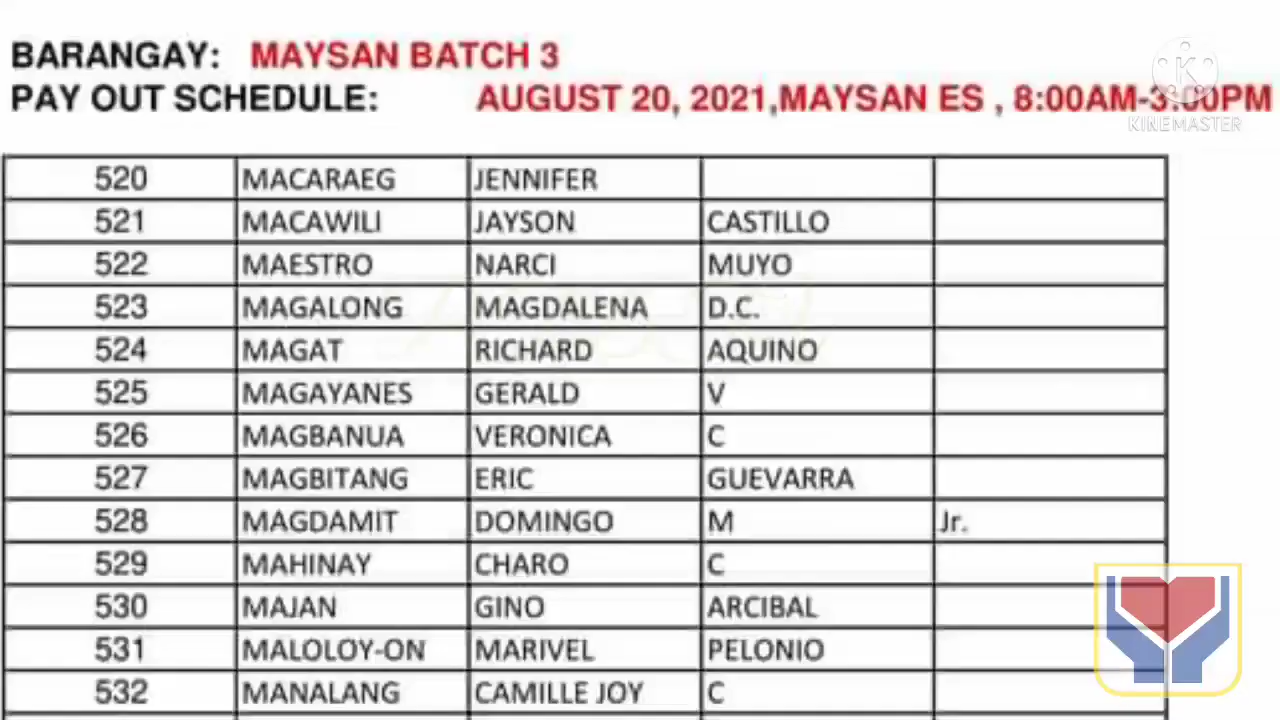 BARANGAY: MAYSAN BATCH 3
PAY OUT SCHEDULE: AUGUST 20, 2021,MAYSAN ES , 8:00AM-3:00PM
KINEMASTER
520 MACARAEG JENNIFER
521 MACAWILI JAYSON CASTILLO
522 MAESTRO NARCI MUYO
523 MAGALONG MAGDALENA D.C.
524 MAGAT RICHARD AQUINO
525 MAGAYANES GERALD V
526 MAGBANUA VERONICA C
527 MAGBITANG ERIC GUEVARRA
528 MAGDAMIT DOMINGO M Jr.
529 MAHINAY CHARO C
530 MAJAN GINO ARCIBAL
531 MALOLOY-ON MARIVEL PELONIO
532 MANALANG CAMILLE JOY C